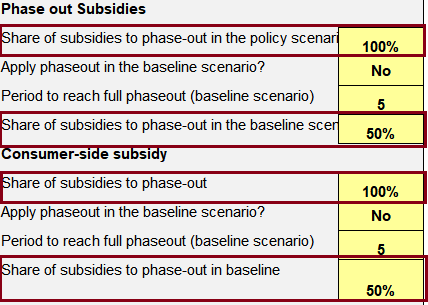 Phase out Subsidies
Share of subsidies to phase-out in the policy scenari 100%
Apply phaseout in the baseline scenario? No
Period to reach full phaseout (baseline scenario) 5
Share of subsidies to phase-out in the baseline scen 50%
Consumer-side subsidy
Share of subsidies to phase-out 100%
Apply phaseout in the baseline scenario? No
Period to reach full phaseout (baseline scenario) 5
Share of subsidies to phase-out in baseline 50%